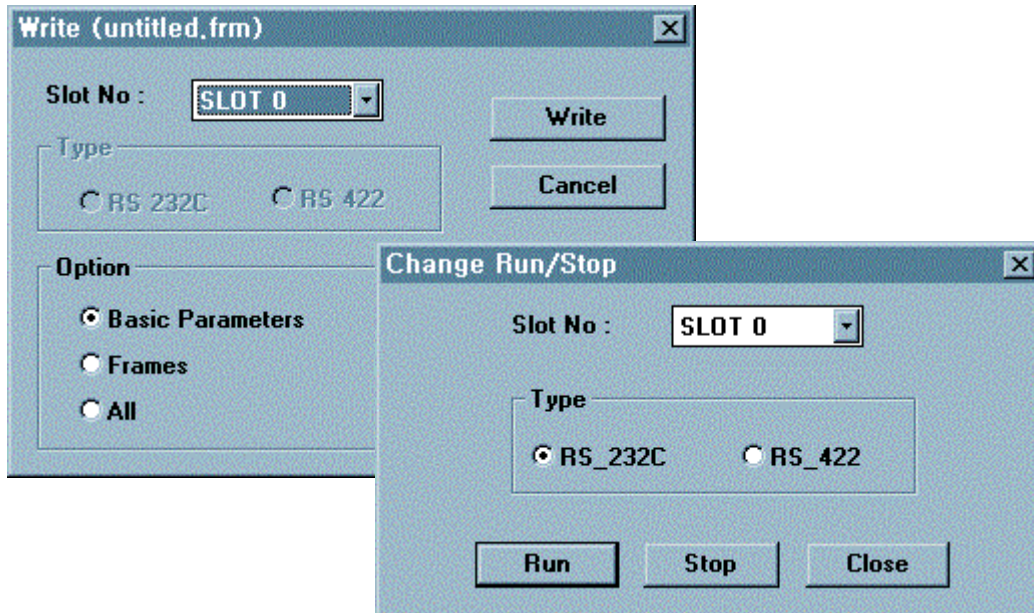 Write (untitled.frm)
Slot No :
SLOT 0
Write
Type
Cancel
RS 232C
RS 422
Option
Basic Parameters
Frames
All
Change Run/Stop
Slot No :
SLOT 0
Type
RS_232C
RS_422
Run
Stop
Close